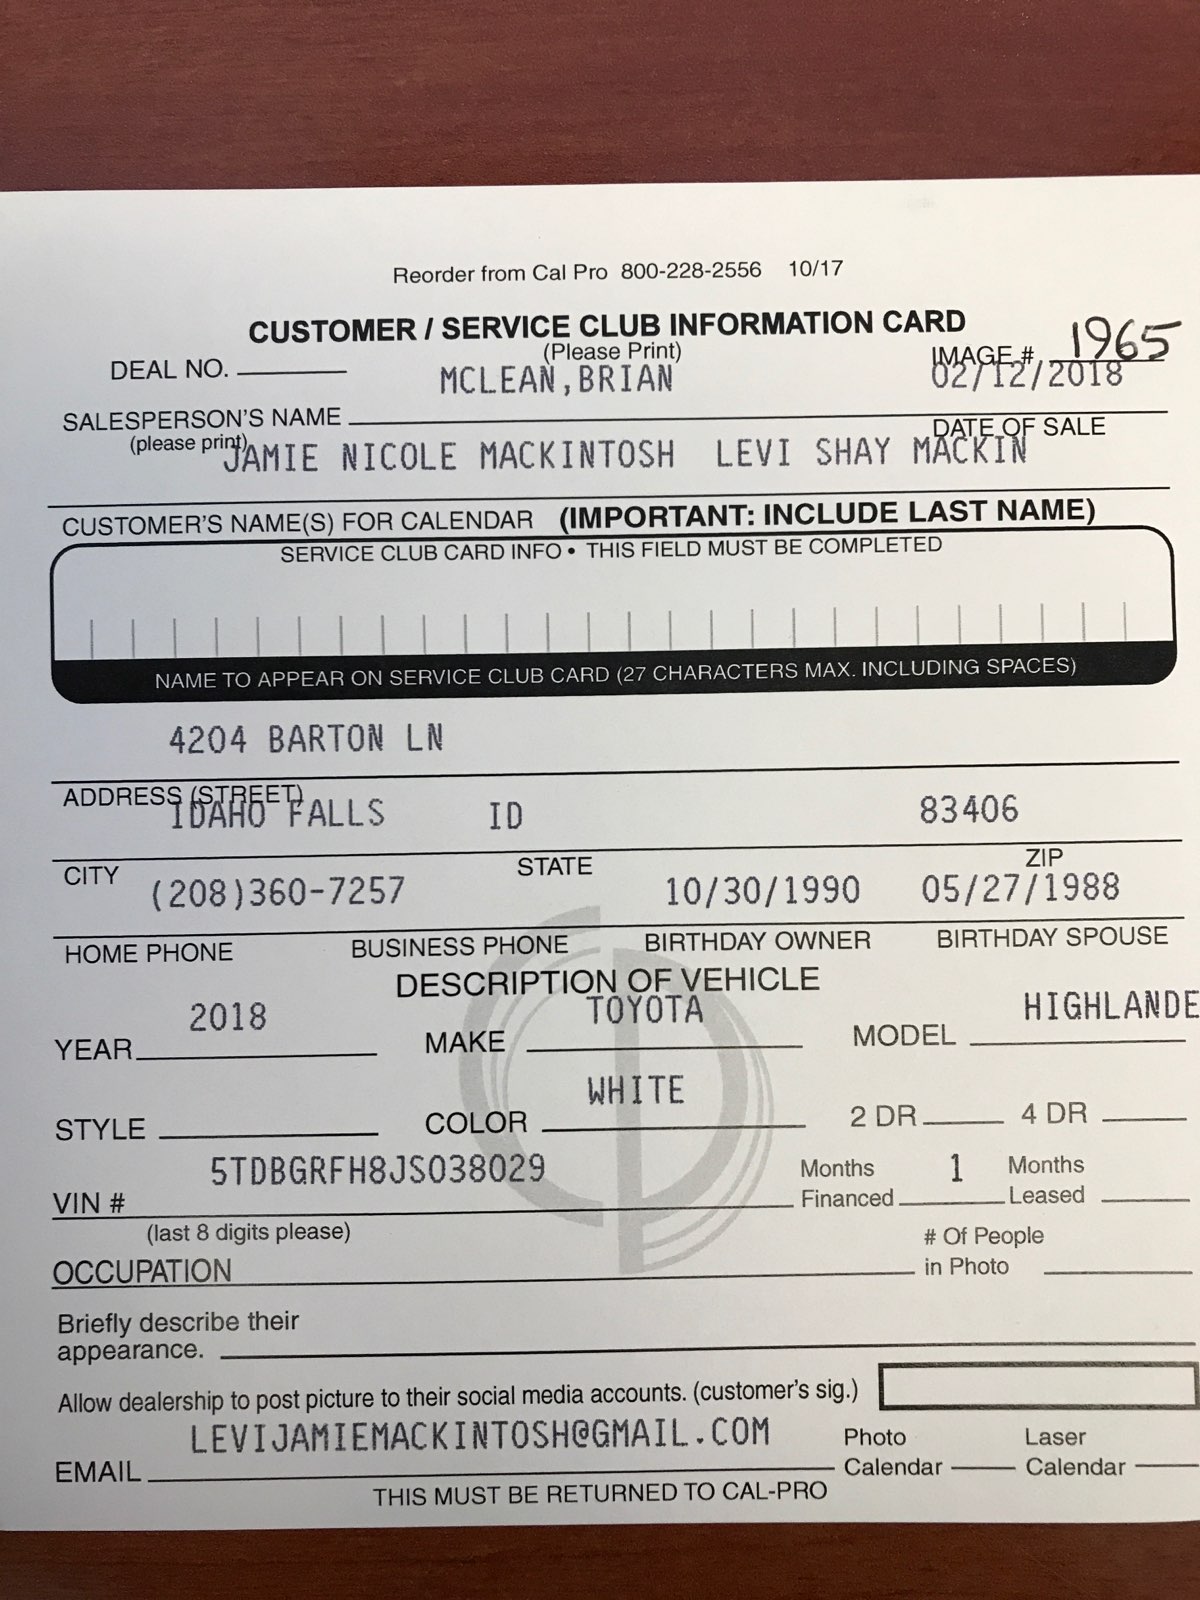 Reorder from Cal Pro 800-228-2556 10/17
CUSTOMER / SERVICE CLUB INFORMATION CARD
(Please Print)
DEAL NO. IMAGE # 1965
MCLEAN,BRIAN 02/12/2018
SALESPERSON'S NAME DATE OF SALE
(please print)
JAMIE NICOLE MACKINTOSH LEVI SHAY MACKIN
CUSTOMER'S NAME(S) FOR CALENDAR (IMPORTANT: INCLUDE LAST NAME)
SERVICE CLUB CARD INFO • THIS FIELD MUST BE COMPLETED
NAME TO APPEAR ON SERVICE CLUB CARD (27 CHARACTERS MAX. INCLUDING SPACES)
4204 BARTON LN
ADDRESS (STREET)
IDAHO FALLS ID 83406
CITY STATE ZIP
(208)360-7257 10/30/1990 05/27/1988
HOME PHONE BUSINESS PHONE BIRTHDAY OWNER BIRTHDAY SPOUSE
DESCRIPTION OF VEHICLE
2018 TOYOTA HIGHLANDE
YEAR MAKE MODEL
WHITE
STYLE COLOR 2 DR 4 DR
5TDBGRFH8JS038029 Months 1 Months
VIN # Financed Leased
(last 8 digits please) # Of People
OCCUPATION in Photo
Briefly describe their
appearance.
Allow dealership to post picture to their social media accounts. (customer's sig.)
LEVIJAMIEMACKINTOSH@GMAIL.COM Photo Laser
EMAIL Calendar Calendar
THIS MUST BE RETURNED TO CAL-PRO